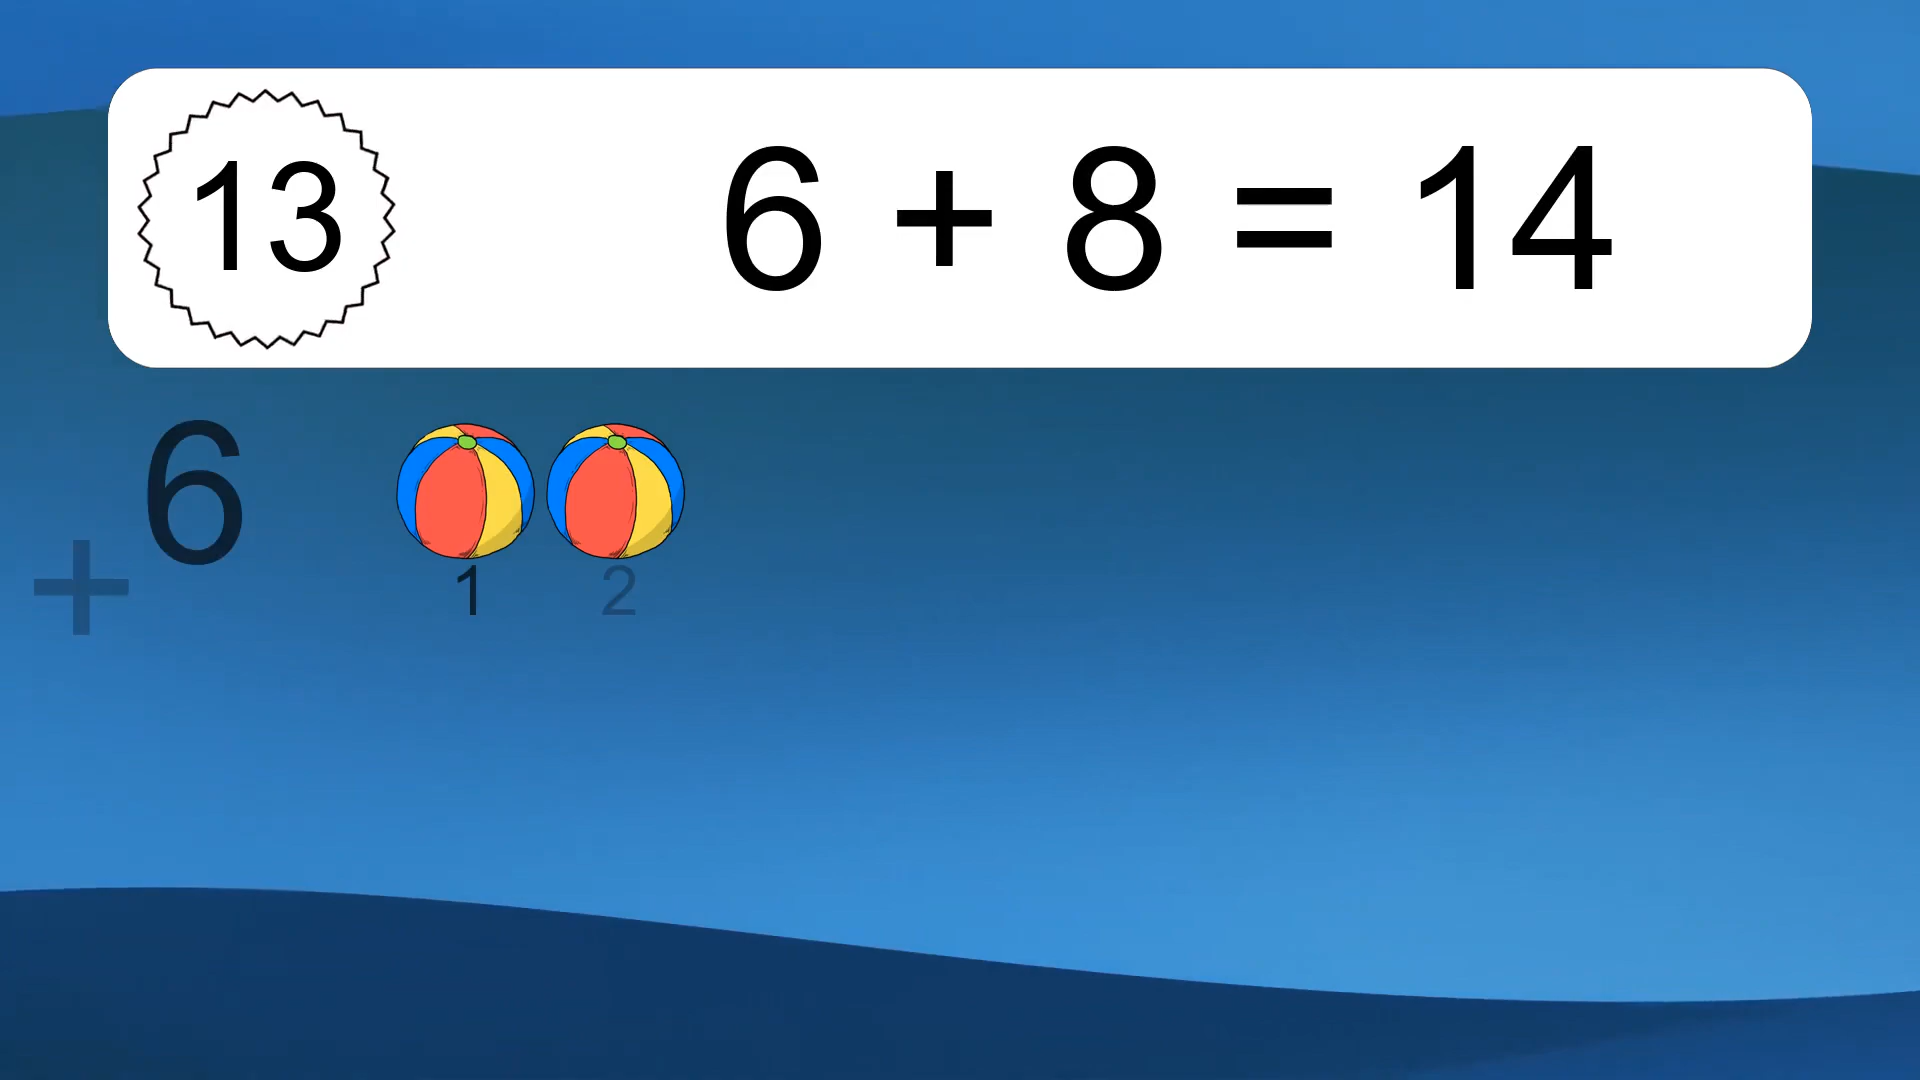 13
6 + 8 = 14
6
+
1 2